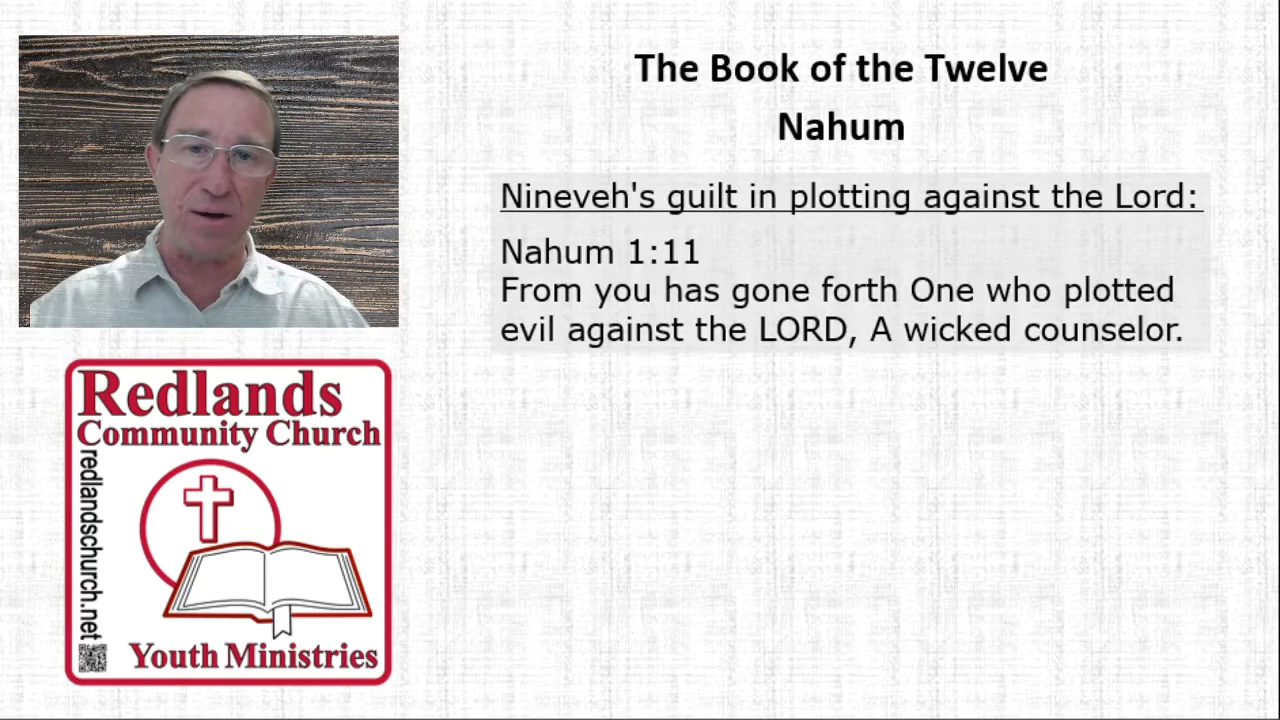 The Book of the Twelve
Nahum
Nineveh's guilt in plotting against the Lord:
Nahum 1:11
From you has gone forth One who plotted
evil against the LORD, A wicked counselor.
Redlands
Community Church
redlandschurch.net
Youth Ministries